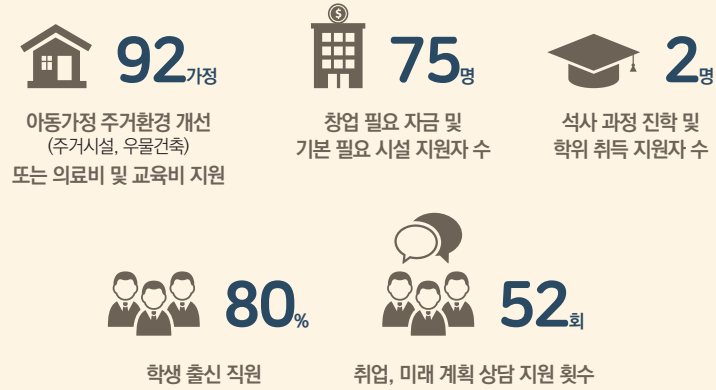 92가정
아동가정 주거환경 개선
(주거시설, 우물건축)
또는 의료비 및 교육비 지원
$
75명
창업 필요 자금 및
기본 필요 시설 지원자 수
2명
석사 과정 진학 및
학위 취득 지원자 수
80%
학생 출신 직원
52회
취업, 미래 계획 상담 지원 횟수